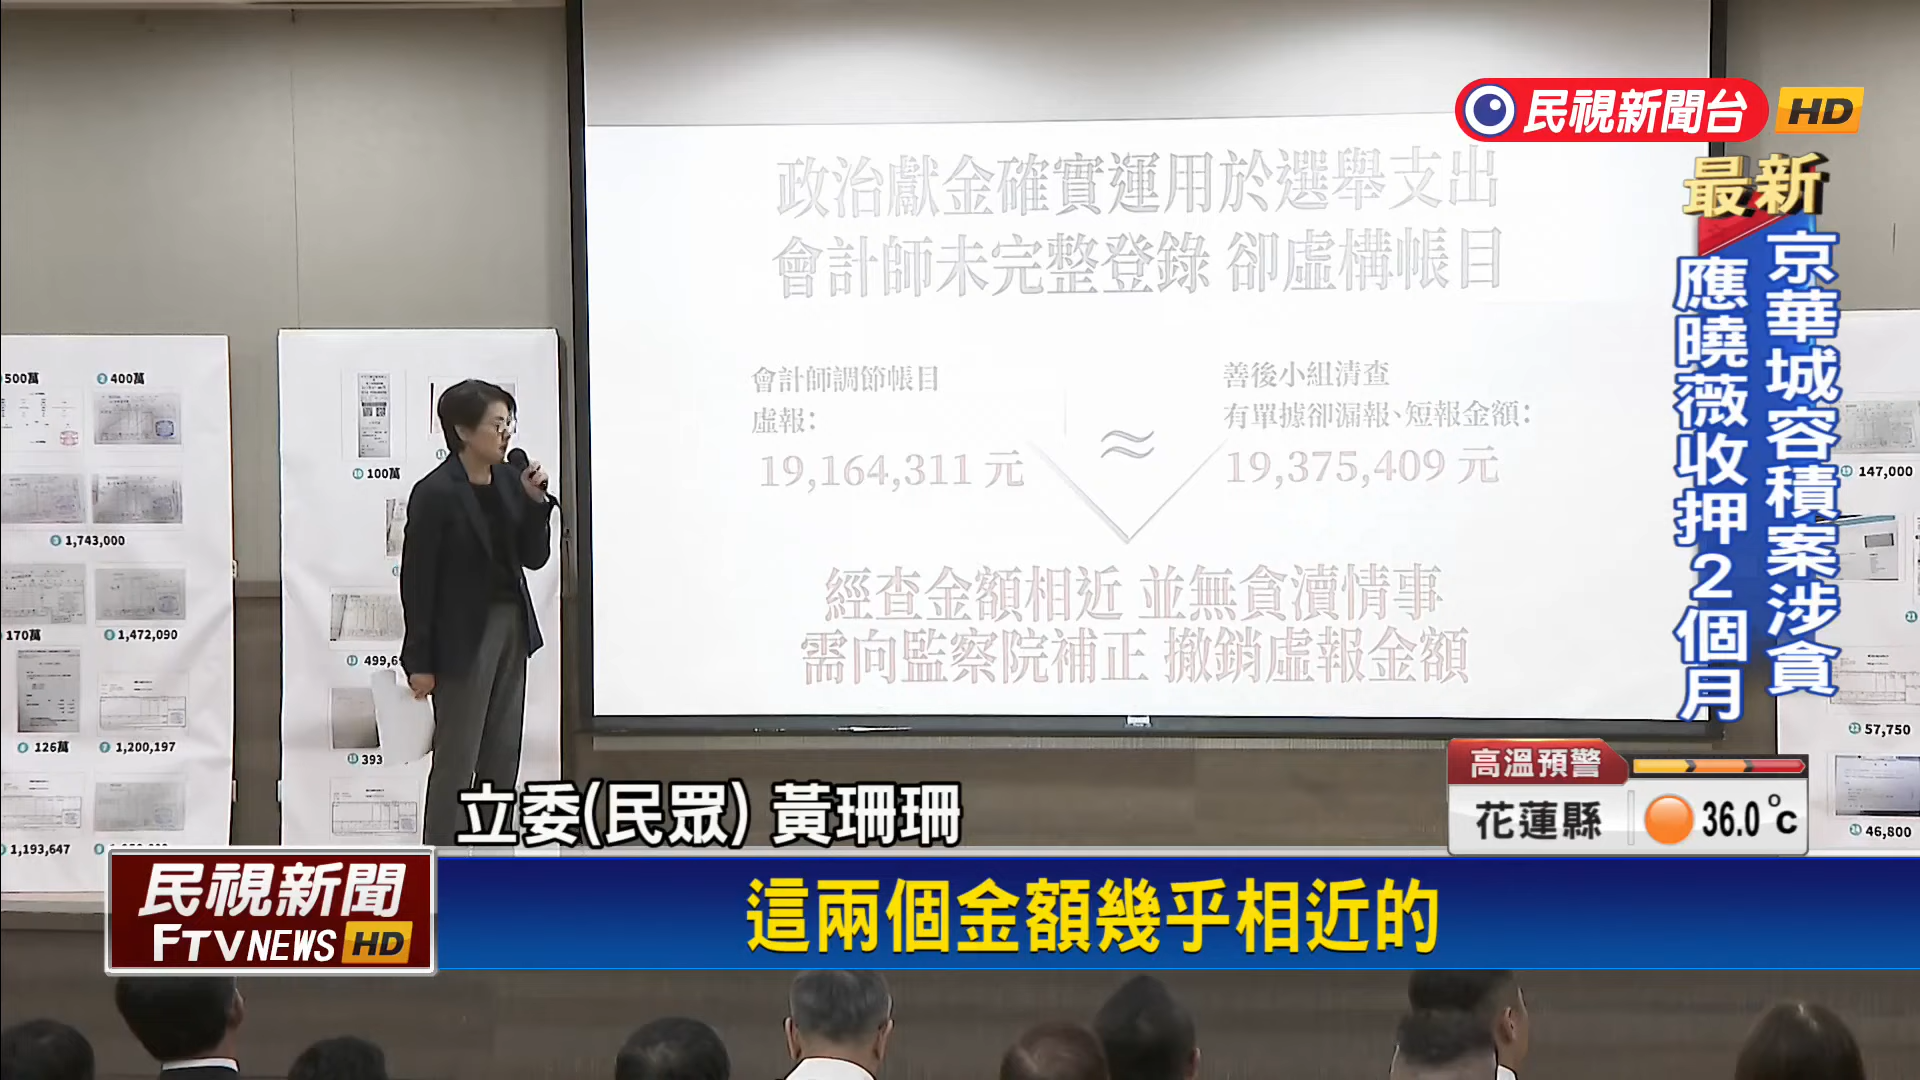 民視新聞台 HD
最新
京華城容積案涉貪
應曉薇收押2個月
政治獻金確實運用於選舉支出
會計師未完整登錄 卻虛構帳目
會計師調節帳目
虛報：
19,164,311 元
≈
善後小組清查
有單據卻漏報、短報金額：
19,375,409 元
經查金額相近 並無貪瀆情事
需向監察院補正 撤銷虛報金額
500萬
2 400萬
3 1,743,000
170萬
1,472,090
6 126萬
7 1,200,197
1,193,647
10 100萬
393
147,000
21
22 57,750
46,800
高溫預警
花蓮縣 36.0°c
立委(民眾) 黃珊珊
民視新聞
FTVNEWS HD
這兩個金額幾乎相近的